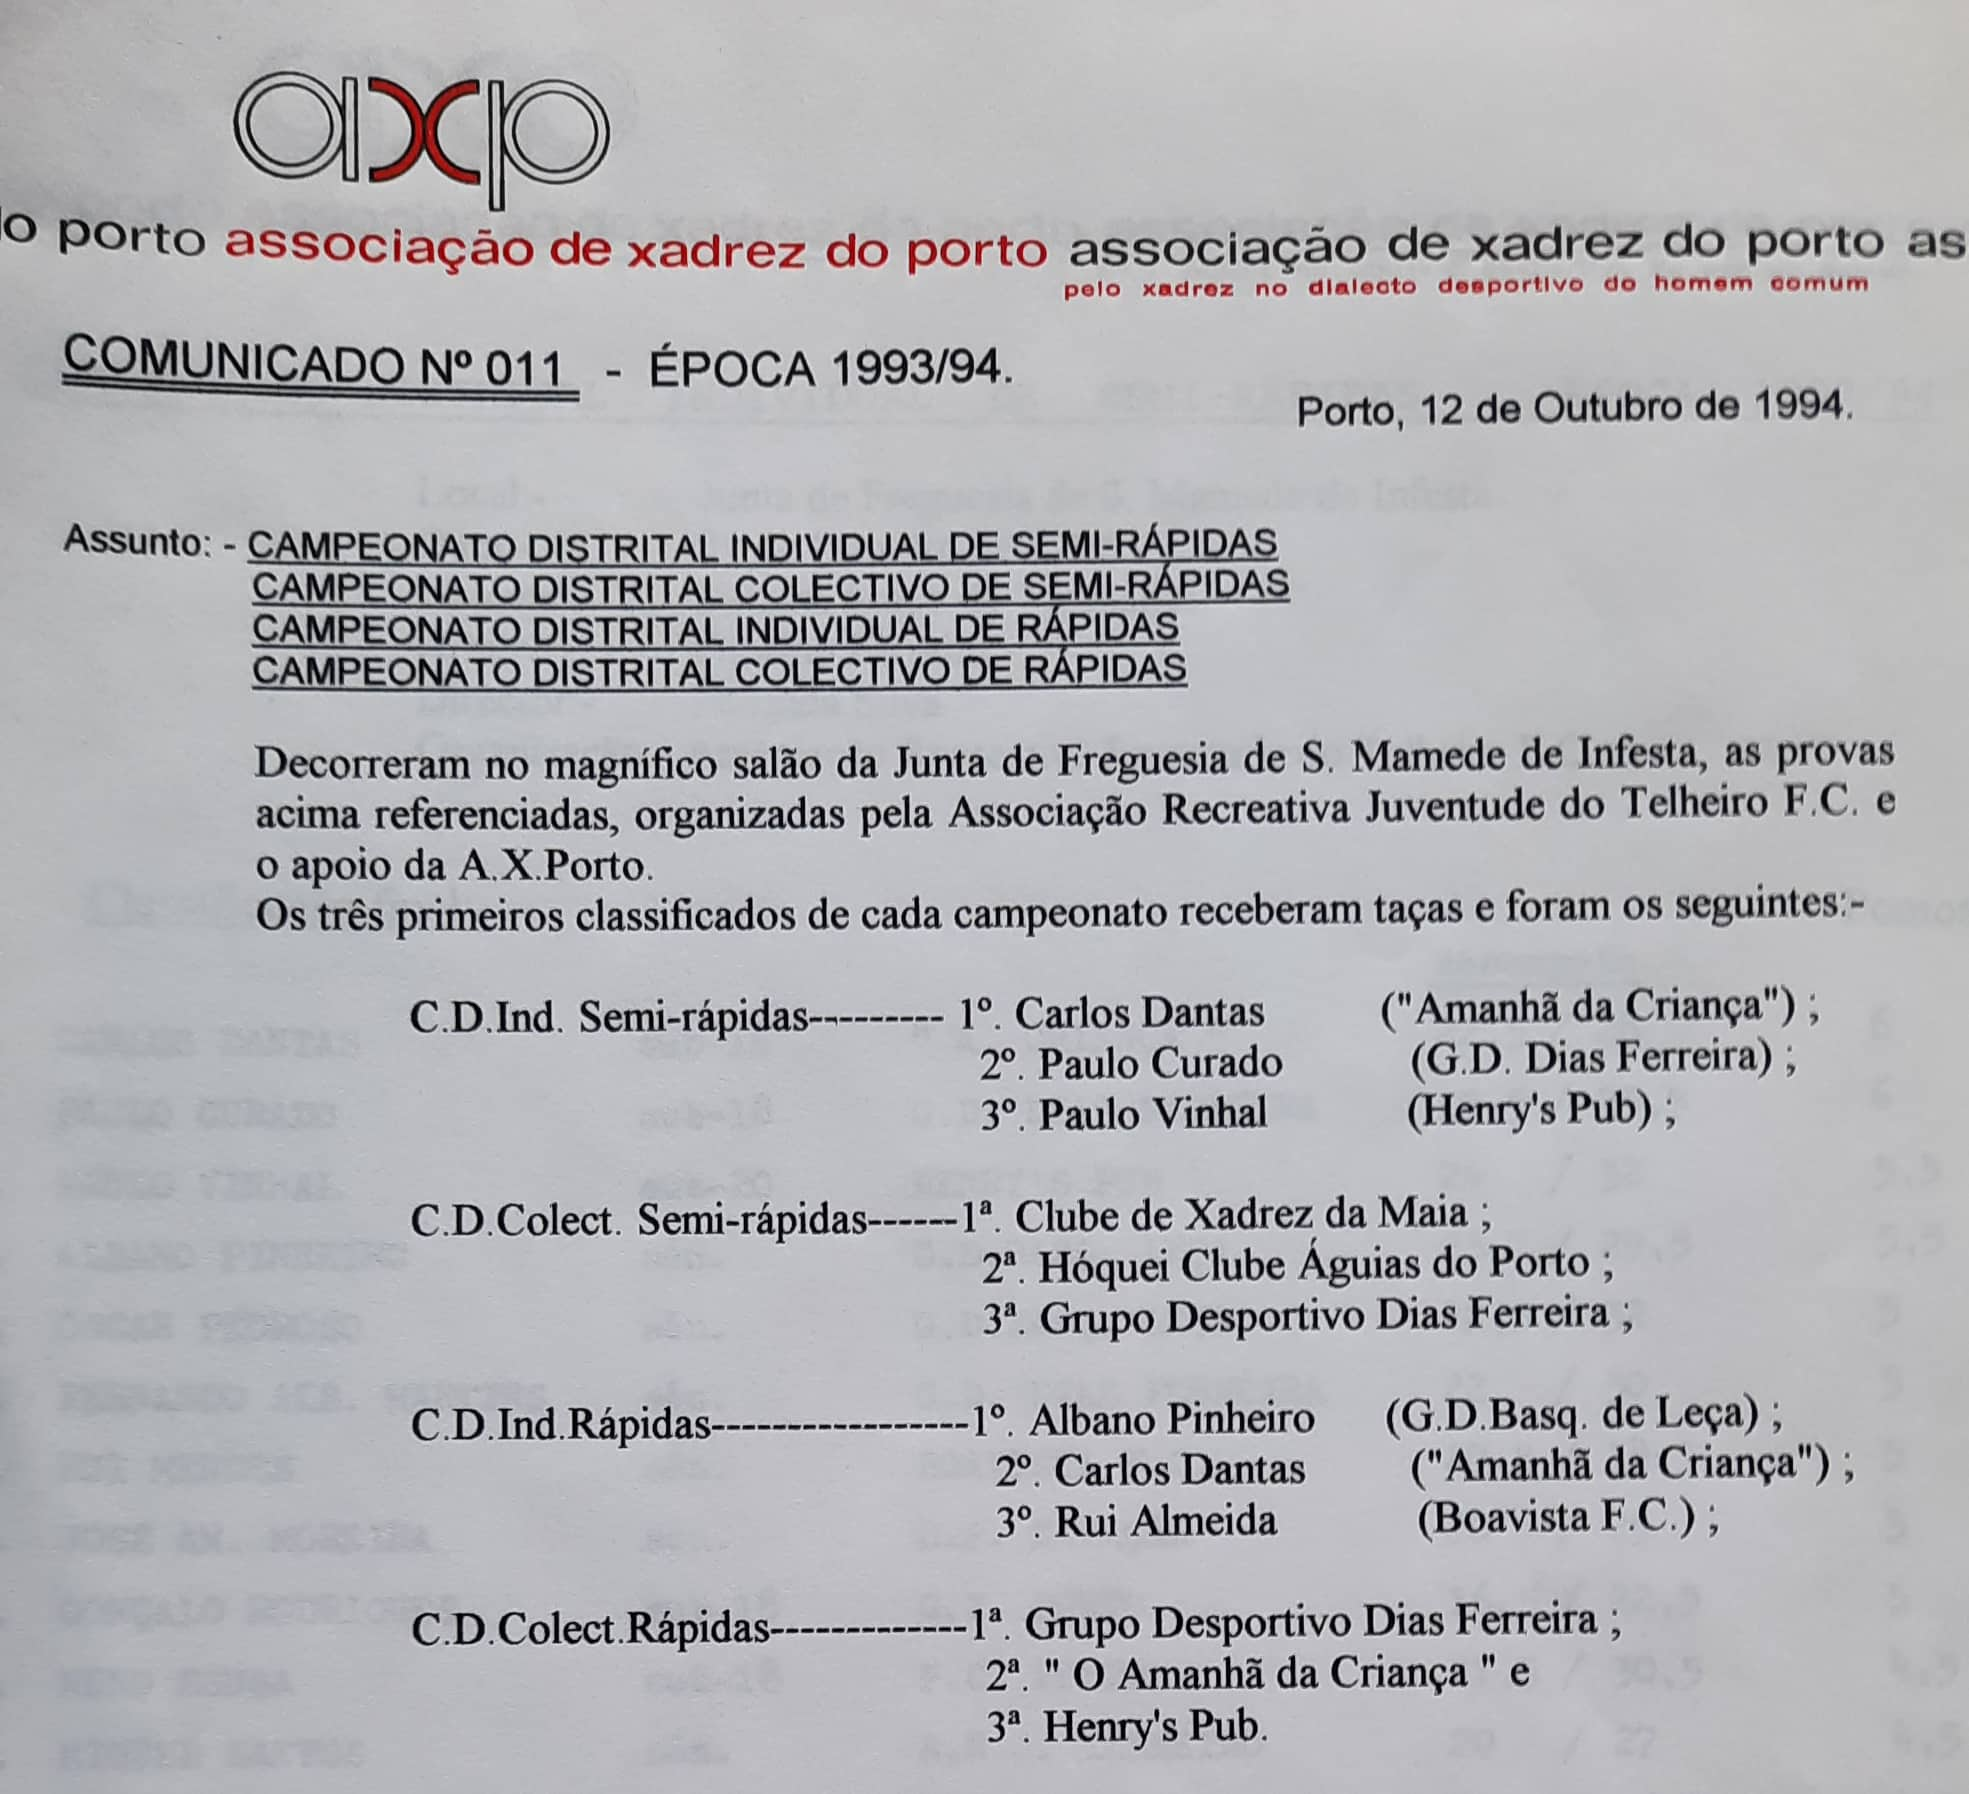 axp
do porto associação de xadrez do porto associação de xadrez do porto as
pelo xadrez no dialecto desportivo do homem comum
COMUNICADO Nº 011 - ÉPOCA 1993/94.
Porto, 12 de Outubro de 1994.
Assunto: - CAMPEONATO DISTRITAL INDIVIDUAL DE SEMI-RÁPIDAS
CAMPEONATO DISTRITAL COLECTIVO DE SEMI-RÁPIDAS
CAMPEONATO DISTRITAL INDIVIDUAL DE RÁPIDAS
CAMPEONATO DISTRITAL COLECTIVO DE RÁPIDAS
Decorreram no magnífico salão da Junta de Freguesia de S. Mamede de Infesta, as provas
acima referenciadas, organizadas pela Associação Recreativa Juventude do Telheiro F.C. e
o apoio da A.X.Porto.
Os três primeiros classificados de cada campeonato receberam taças e foram os seguintes:-
C.D.Ind. Semi-rápidas--------- 1º. Carlos Dantas ("Amanhã da Criança") ;
2º. Paulo Curado (G.D. Dias Ferreira) ;
3º. Paulo Vinhal (Henry's Pub) ;
C.D.Colect. Semi-rápidas------1ª. Clube de Xadrez da Maia ;
2ª. Hóquei Clube Águias do Porto ;
3ª. Grupo Desportivo Dias Ferreira ;
C.D.Ind.Rápidas-----------------1º. Albano Pinheiro (G.D.Basq. de Leça) ;
2º. Carlos Dantas ("Amanhã da Criança") ;
3º. Rui Almeida (Boavista F.C.) ;
C.D.Colect.Rápidas-------------1ª. Grupo Desportivo Dias Ferreira ;
2ª. " O Amanhã da Criança " e
3ª. Henry's Pub.